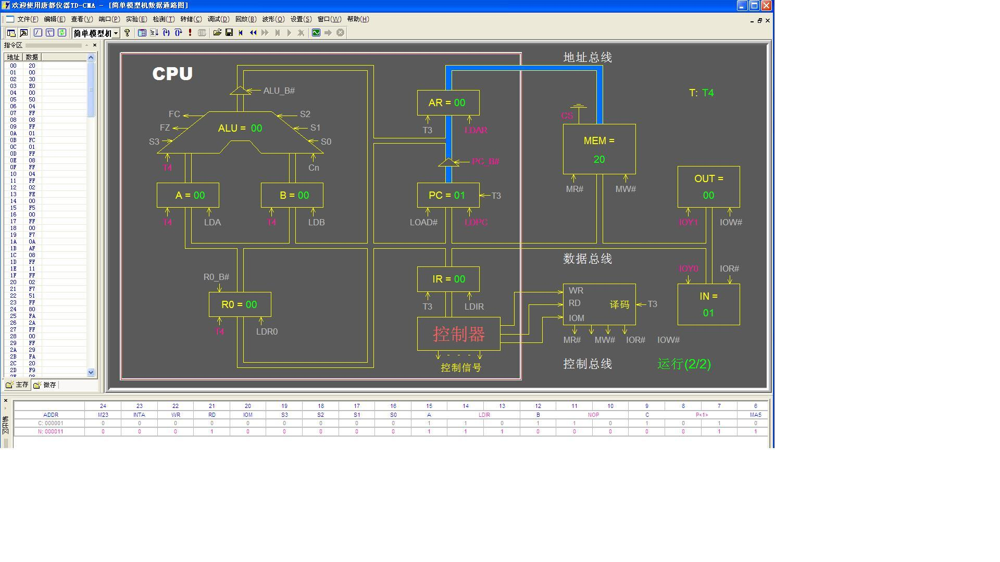 欢迎使用唐都仪器TD-CMA - [简单模型机数据通路图]
文件(F) 编辑(E) 查看(V) 端口(P) 实验(E) 检测(T) 转储(C) 调试(D) 回放(B) 波形(O) 设置(S) 窗口(W) 帮助(H)
简单模型机
指令区
地址 数据
00 20
01 00
02 30
03 E0
04 00
05 50
06 04
07 FF
08 08
09 FF
0A 01
0B FC
0C 01
0D FF
0E 08
0F FF
10 04
11 FF
12 02
13 FE
14 00
15 F5
16 00
17 FF
18 00
19 F7
1A 0A
1B AF
1C 08
1D FF
1E 11
1F FF
20 02
21 F7
22 51
23 FF
24 80
25 FA
26 2A
27 FF
28 00
29 FF
2A 29
2B FA
2C 20
2D F9
主存 微存
CPU
地址总线
T: T4
ALU_B#
FC
S2
FZ
ALU = 00
S1
S3
S0
T4
Cn
A = 00
B = 00
T4
LDA
T4
LDB
AR = 00
T3
LDAR
PC_B#
PC = 01
T3
LOAD#
LDPC
CS
MEM =
20
MR#
MW#
OUT =
00
IOY1
IOW#
数据总线
R0_B#
R0 = 00
T4
LDR0
IR = 00
T3
LDIR
控制器
- - -
控制信号
WR
RD
IOM
译码
T3
MR#
MW#
IOR#
IOW#
IOY0
IOR#
IN =
01
控制总线
运行(2/2)
24 23 22 21 20 19 18 17 16 15 14 13 12 11 10 9 8 7 6
ADDR M23 INTA WR RD IOM S3 S2 S1 S0 A LDIR B NOP C P<1> MA5
C: 000001 0 0 0 0 0 0 0 0 0 1 1 0 1 1 0 1 0 1 0
N: 000011 0 0 0 1 0 0 0 0 0 1 1 1 0 0 0 0 0 1 1